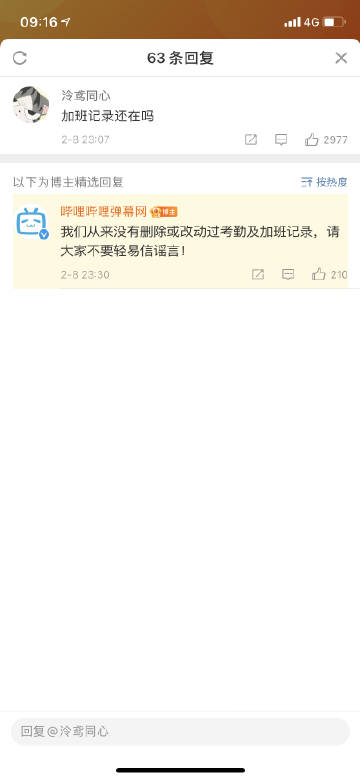 09:16
4G
63 条回复
泠鸢同心
加班记录还在吗
2-8 23:07
2977
以下为博主精选回复
按热度
哔哩哔哩弹幕网 博主
我们从来没有删除或改动过考勤及加班记录，请
大家不要轻易信谣言！
2-8 23:30
210
回复@泠鸢同心